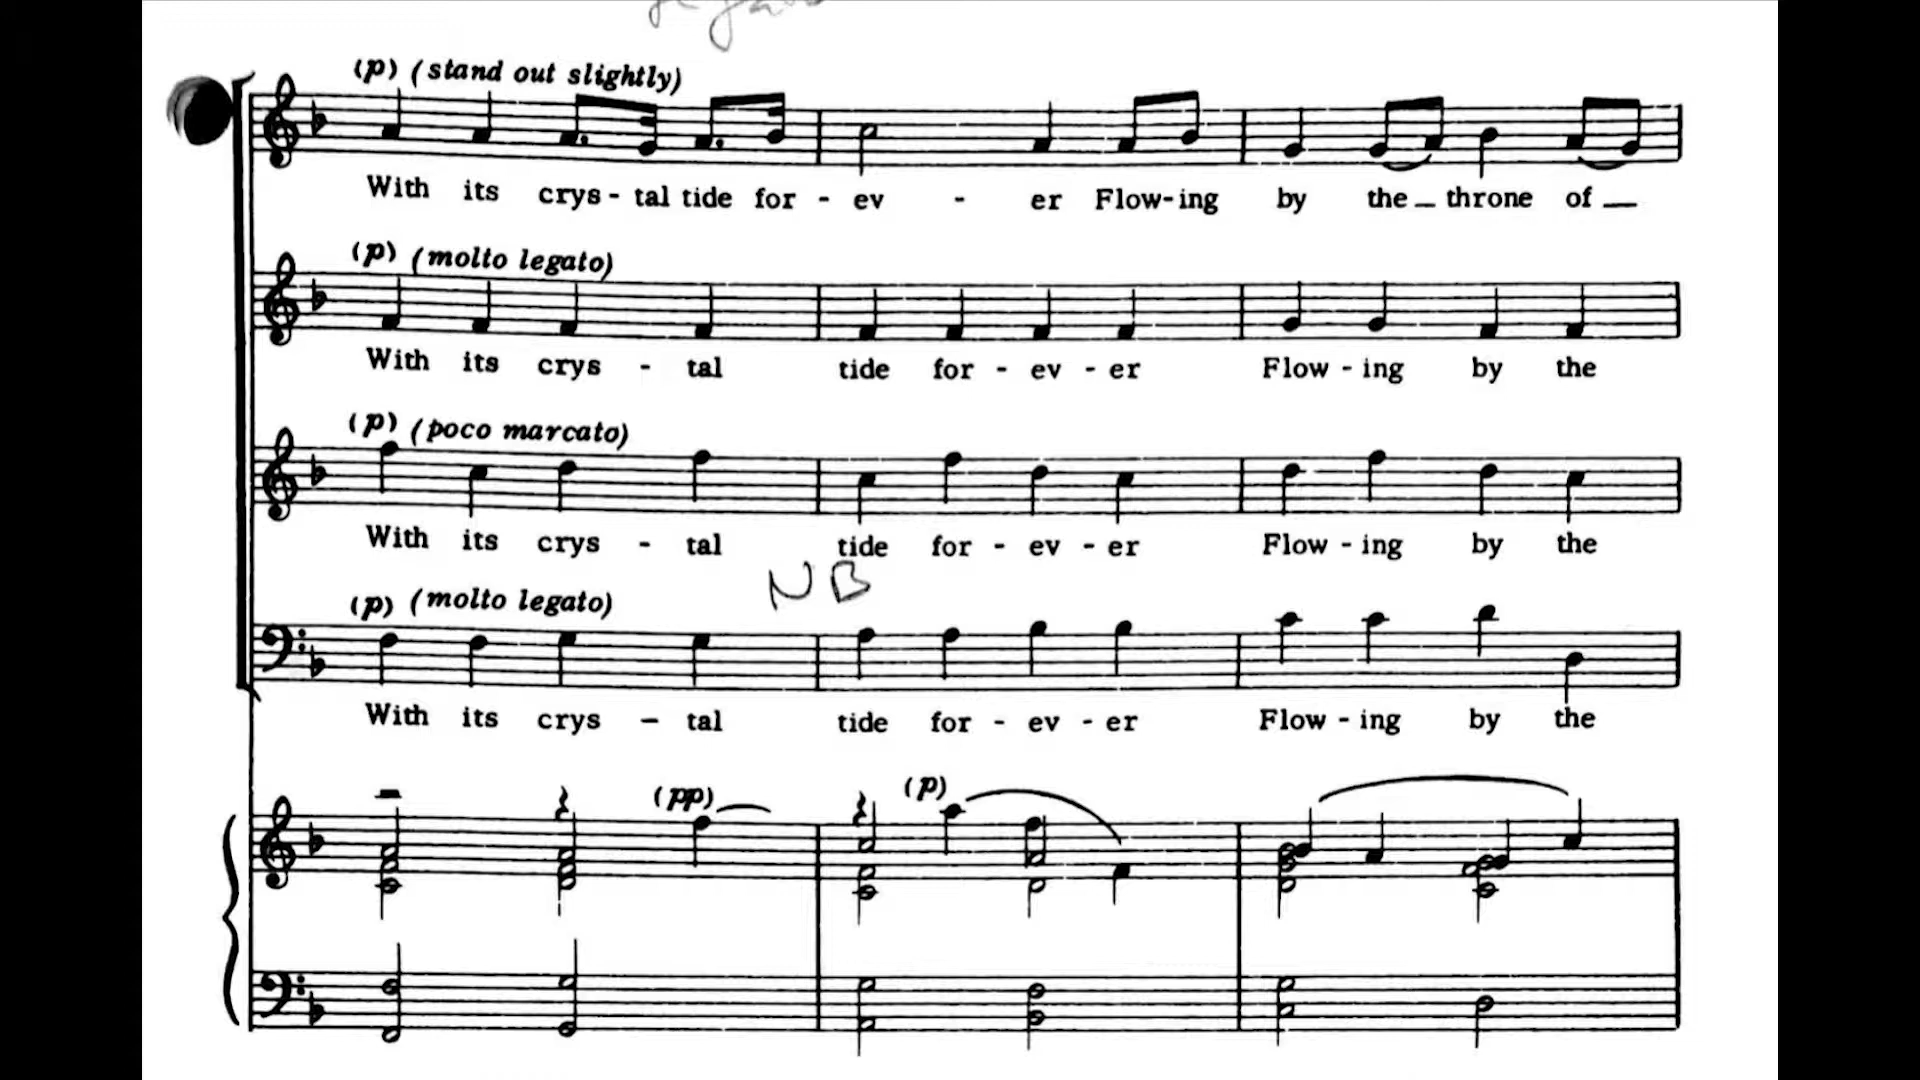 (p) (stand out slightly)
With its crys - tal tide for - ev - er Flow-ing by the throne of
(p) (molto legato)
With its crys - tal tide for - ev - er Flow - ing by the
(p) (poco marcato)
With its crys - tal tide for - ev - er Flow - ing by the
NB
(p) (molto legato)
With its crys - tal tide for - ev - er Flow - ing by the
(pp) (p)